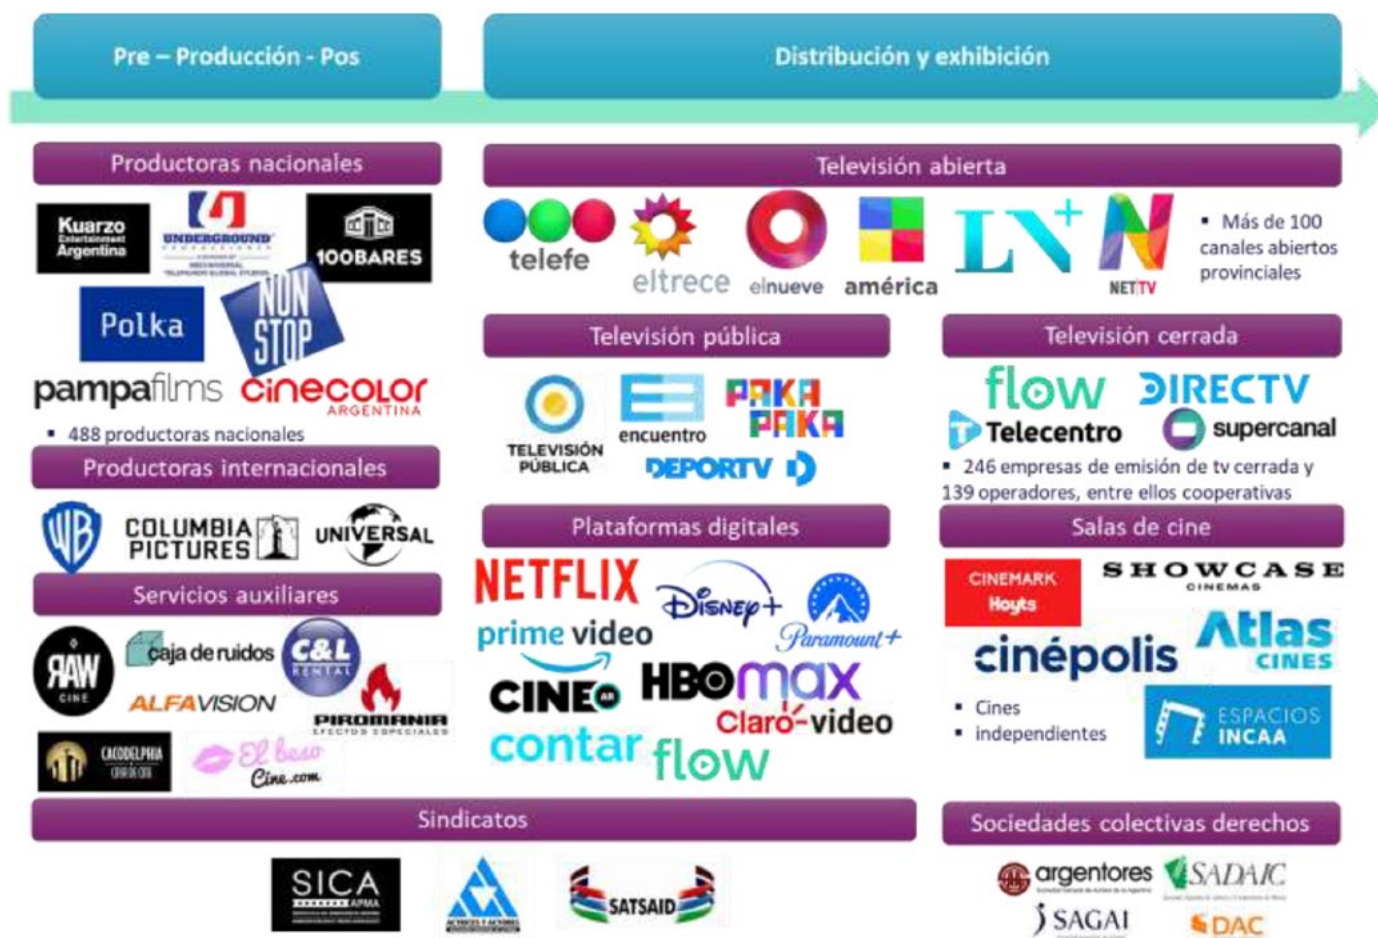 Pre – Producción - Pos
Distribución y exhibición
Productoras nacionales
Kuarzo
Entertainment
Argentina
UNDERGROUND
100BARES
Polka
NON
STOP
pampafilms
cinecolor
ARGENTINA
▪ 488 productoras nacionales
Productoras internacionales
WB
COLUMBIA
PICTURES
UNIVERSAL
Servicios auxiliares
RAW
CINE
caja de ruidos
C&L
RENTAL
ALFAVISION
PIROMANIA
EFECTOS ESPECIALES
CACODELPHIA
El beso
Cine.com
Televisión abierta
telefe
eltrece
elnueve
américa
LN+
N
NET TV
▪ Más de 100
canales abiertos
provinciales
Televisión pública
TELEVISIÓN
PÚBLICA
encuentro
PAKA
PAKA
DEPORTV D
Televisión cerrada
flow
DIRECTV
Telecentro
supercanal
▪ 246 empresas de emisión de tv cerrada y
139 operadores, entre ellos cooperativas
Plataformas digitales
NETFLIX
Disney+
Paramount+
prime video
CINE AR
HBOmax
Claro-video
contar
flow
Salas de cine
CINEMARK
Hoyts
SHOWCASE
CINEMAS
cinépolis
Atlas
CINES
▪ Cines
▪ independientes
ESPACIOS
INCAA
Sindicatos
SICA
APMA
ACTRICES Y ACTORES
SATSAID
Sociedades colectivas derechos
argentores
SADAIC
SAGAI
DAC